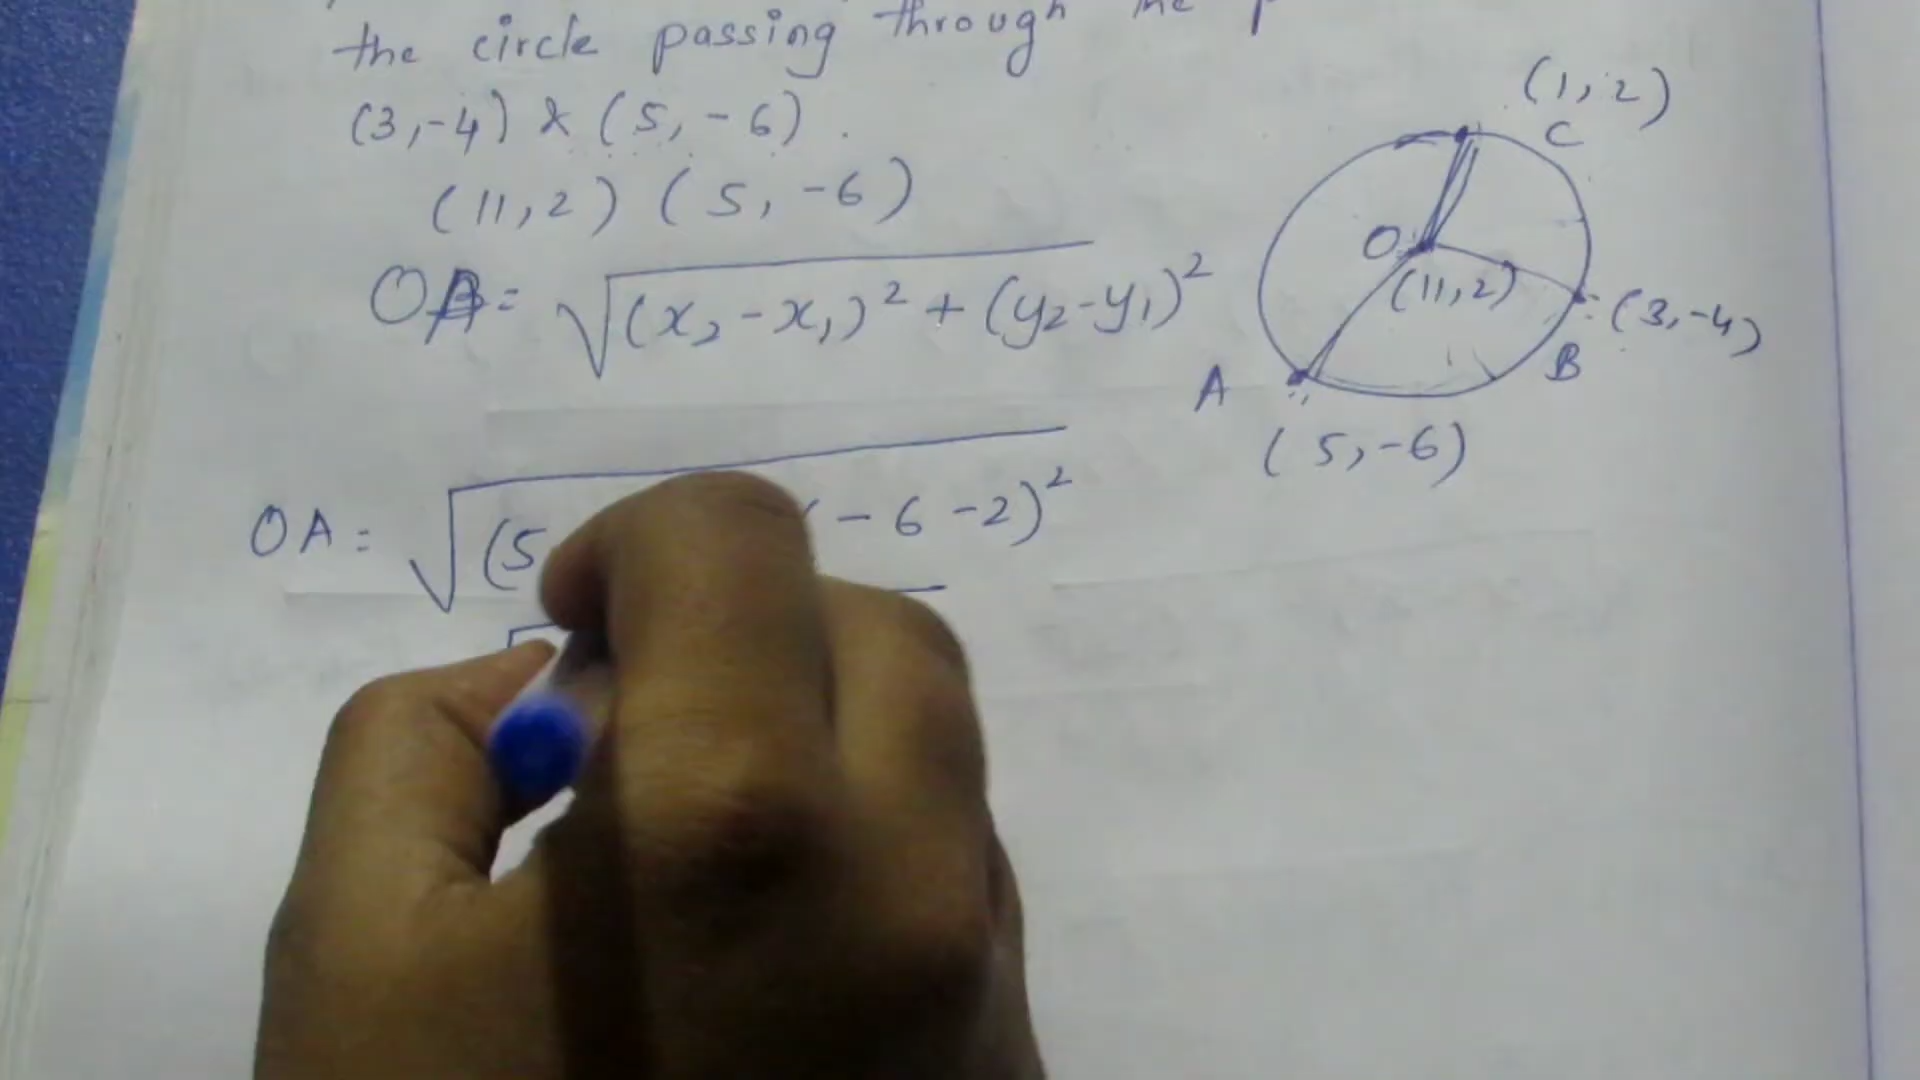 the circle passing through the
(3,-4) & (5,-6).
(11,2) (5,-6)
OA = √(x₂-x₁)² + (y₂-y₁)²
OA = √(5 -6-2)²
(1,2)
C
O
(11,2)
(3,-4)
B
A
(5,-6)